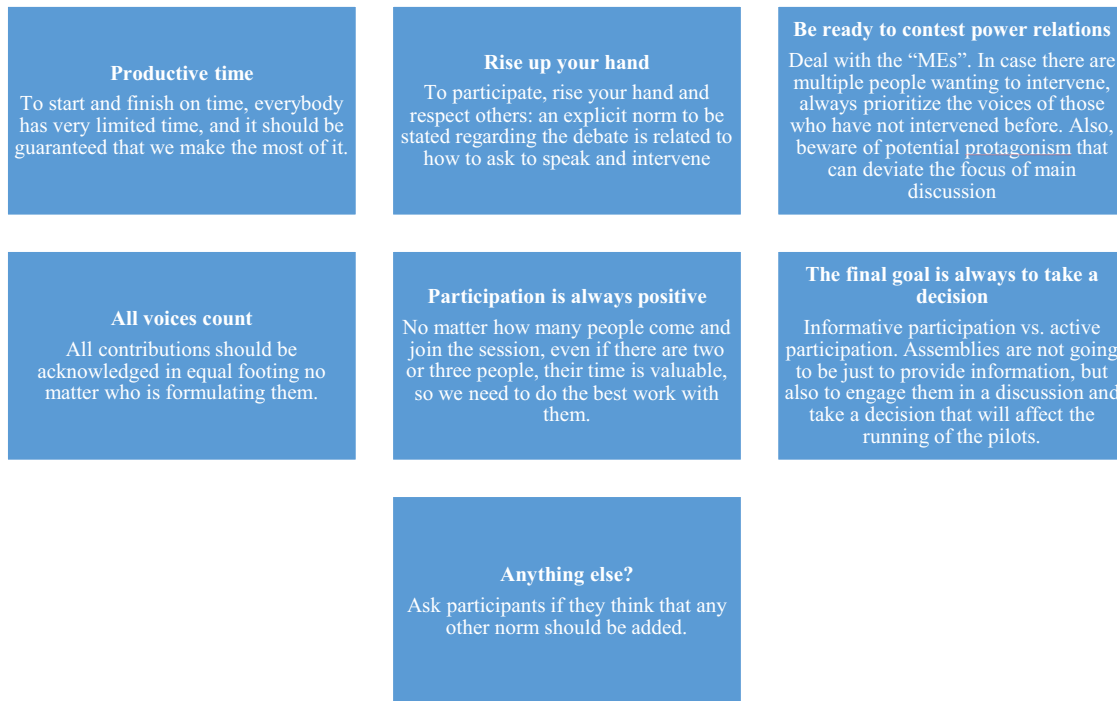 Productive time
To start and finish on time, everybody
has very limited time, and it should be
guaranteed that we make the most of it.
Rise up your hand
To participate, rise your hand and
respect others: an explicit norm to be
stated regarding the debate is related to
how to ask to speak and intervene
Be ready to contest power relations
Deal with the “MEs”. In case there are
multiple people wanting to intervene,
always prioritize the voices of those
who have not intervened before. Also,
beware of potential protagonism that
can deviate the focus of main
discussion
All voices count
All contributions should be
acknowledged in equal footing no
matter who is formulating them.
Participation is always positive
No matter how many people come and
join the session, even if there are two
or three people, their time is valuable,
so we need to do the best work with
them.
The final goal is always to take a
decision
Informative participation vs. active
participation. Assemblies are not going
to be just to provide information, but
also to engage them in a discussion and
take a decision that will affect the
running of the pilots.
Anything else?
Ask participants if they think that any
other norm should be added.